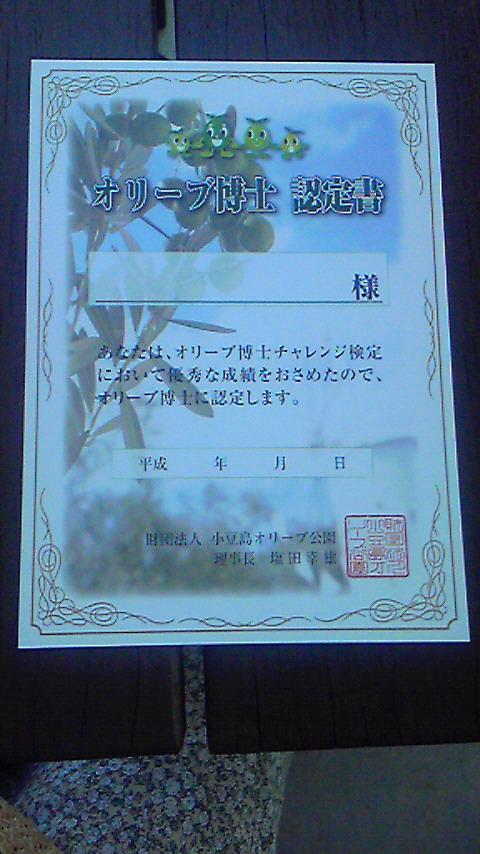 オリーブ博士 認定書
様
あなたは、オリーブ博士チャレンジ検定
において優秀な成績をおさめたので、
オリーブ博士に認定します。
平成 年 月 日
財団法人 小豆島オリーブ公園
理事長 塩田幸雄